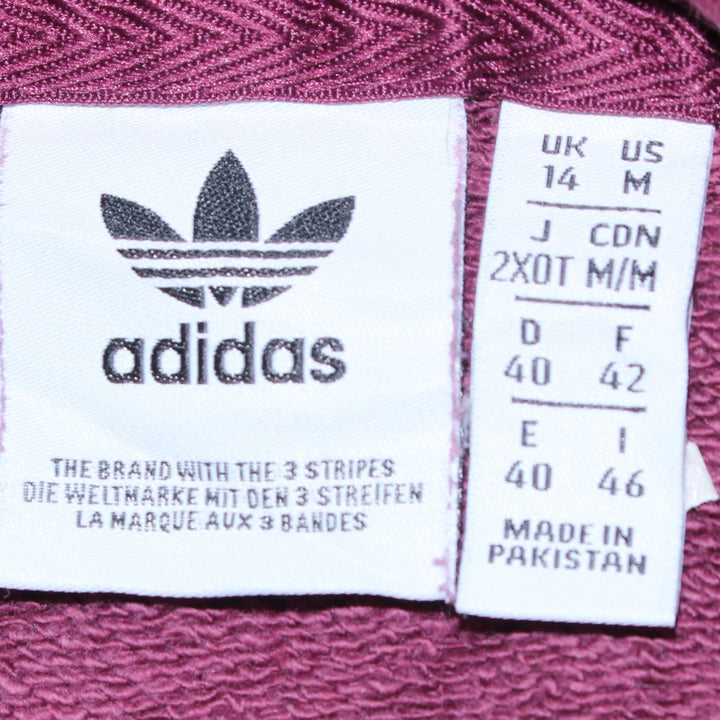 adidas
THE BRAND WITH THE 3 STRIPES
DIE WELTMARKE MIT DEN 3 STREIFEN
LA MARQUE AUX 3 BANDES
UK US
14 M
J CDN
2XOT M/M
D F
40 42
E I
40 46
MADE IN
PAKISTAN